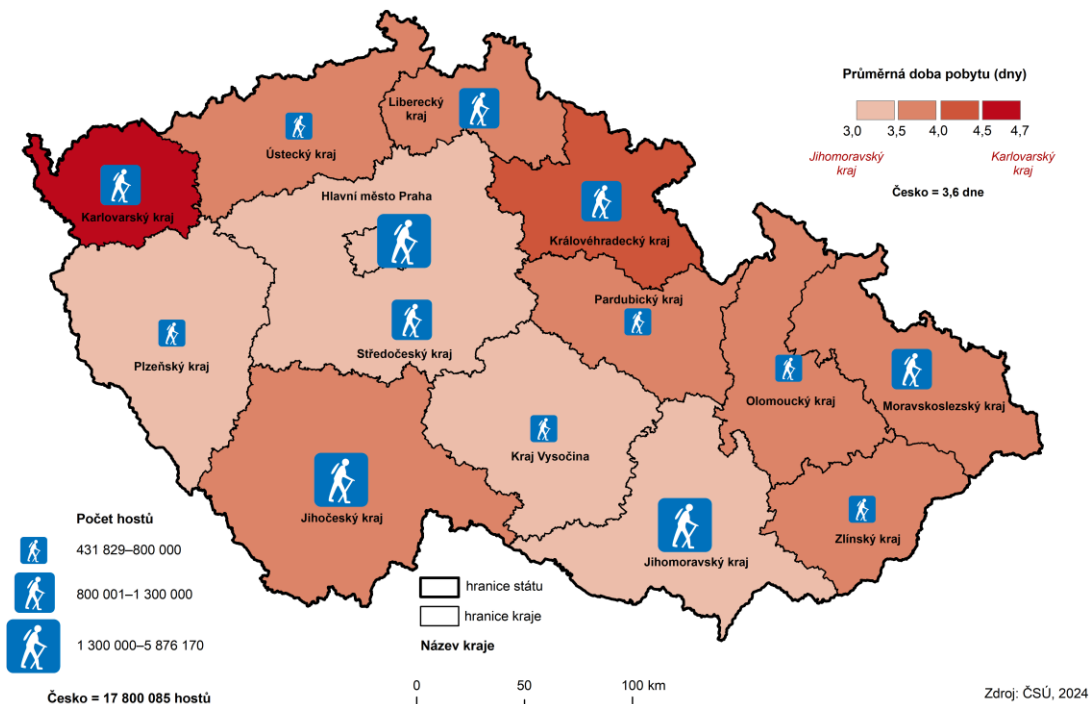 Průměrná doba pobytu (dny)
3,0 3,5 4,0 4,5 4,7
Jihomoravský
kraj
Karlovarský
kraj
Česko = 3,6 dne
Liberecký
kraj
Ústecký kraj
Hlavní město Praha
Karlovarský kraj
Královéhradecký kraj
Pardubický kraj
Středočeský kraj
Plzeňský kraj
Olomoucký kraj
Moravskoslezský kraj
Kraj Vysočina
Jihočeský kraj
Zlínský kraj
Jihomoravský kraj
Počet hostů
431 829–800 000
800 001–1 300 000
1 300 000–5 876 170
Česko = 17 800 085 hostů
hranice státu
hranice kraje
Název kraje
0 50 100 km
Zdroj: ČSÚ, 2024